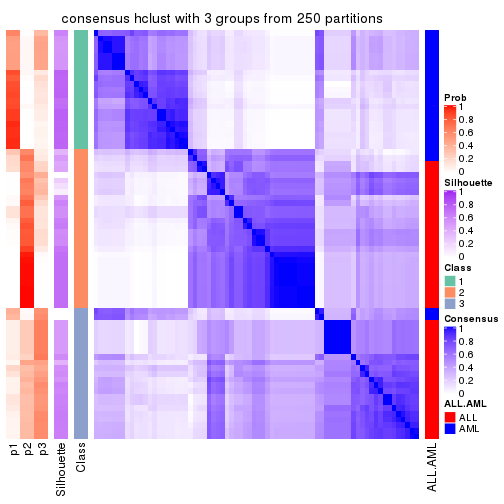 consensus hclust with 3 groups from 250 partitions
Prob
1
0.8
0.6
0.4
0.2
0
Silhouette
1
0.8
0.6
0.4
0.2
0
Class
1
2
3
Consensus
1
0.8
0.6
0.4
0.2
0
ALL.AML
ALL
AML
p1
p2
p3
Silhouette
Class
ALL.AML